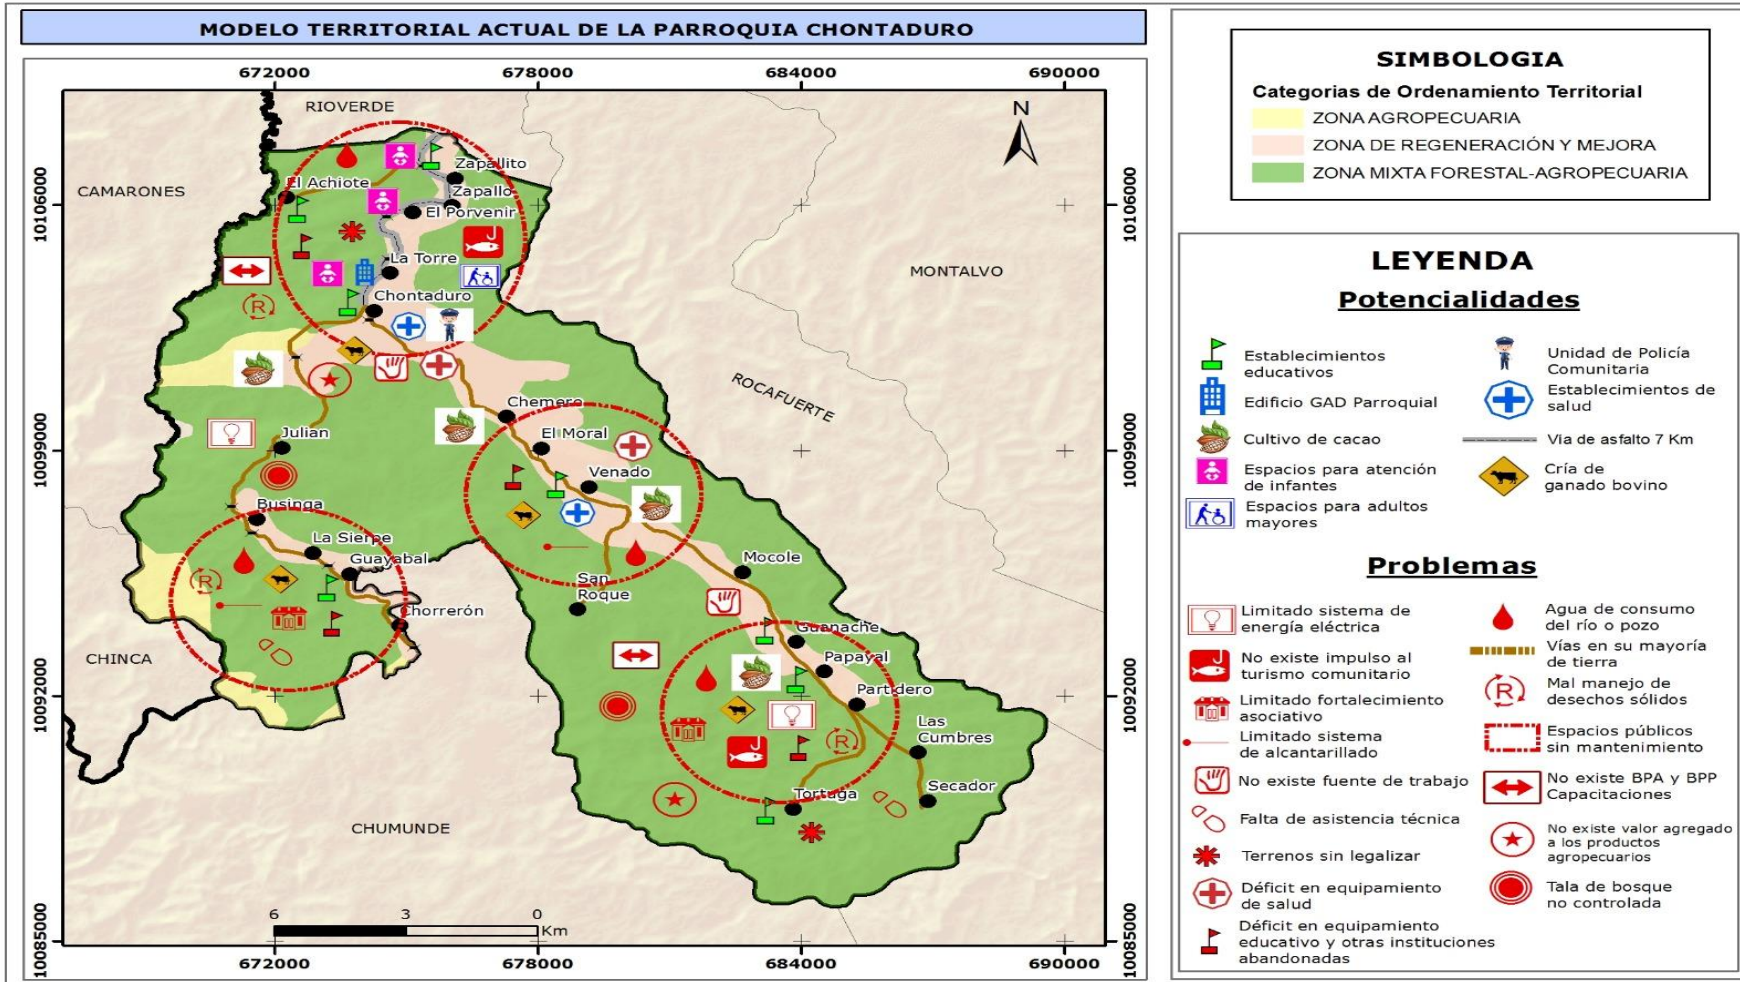 MODELO TERRITORIAL ACTUAL DE LA PARROQUIA CHONTADURO
672000
678000
684000
690000
RIOVERDE
N
CAMARONES
10106000
10106000
Zapallito
El Achiote
Zapallo
El Porvenir
La Torre
MONTALVO
R
Chontaduro
ROCAFUERTE
Chemero
10099000
10099000
Julian
El Moral
Venado
Businga
La Sierpe
Guayabal
Mocole
R
San
Roque
Chorrerón
Guanache
CHINCA
Papayal
10092000
10092000
Partidero
Las
Cumbres
R
Secador
Tortuga
CHUMUNDE
6
3
0
Km
10085000
10085000
672000
678000
684000
690000
SIMBOLOGIA
Categorias de Ordenamiento Territorial
ZONA AGROPECUARIA
ZONA DE REGENERACIÓN Y MEJORA
ZONA MIXTA FORESTAL-AGROPECUARIA
LEYENDA
Potencialidades
Establecimientos
educativos
Edificio GAD Parroquial
Cultivo de cacao
Espacios para atención
de infantes
Espacios para adultos
mayores
Unidad de Policía
Comunitaria
Establecimientos de
salud
Via de asfalto 7 Km
Cría de
ganado bovino
Problemas
Limitado sistema de
energía eléctrica
No existe impulso al
turismo comunitario
Limitado fortalecimiento
asociativo
Limitado sistema
de alcantarillado
No existe fuente de trabajo
Falta de asistencia técnica
Terrenos sin legalizar
Déficit en equipamiento
de salud
Déficit en equipamiento
educativo y otras instituciones
abandonadas
Agua de consumo
del río o pozo
Vías en su mayoría
de tierra
R
Mal manejo de
desechos sólidos
Espacios públicos
sin mantenimiento
No existe BPA y BPP
Capacitaciones
No existe valor agregado
a los productos
agropecuarios
Tala de bosque
no controlada